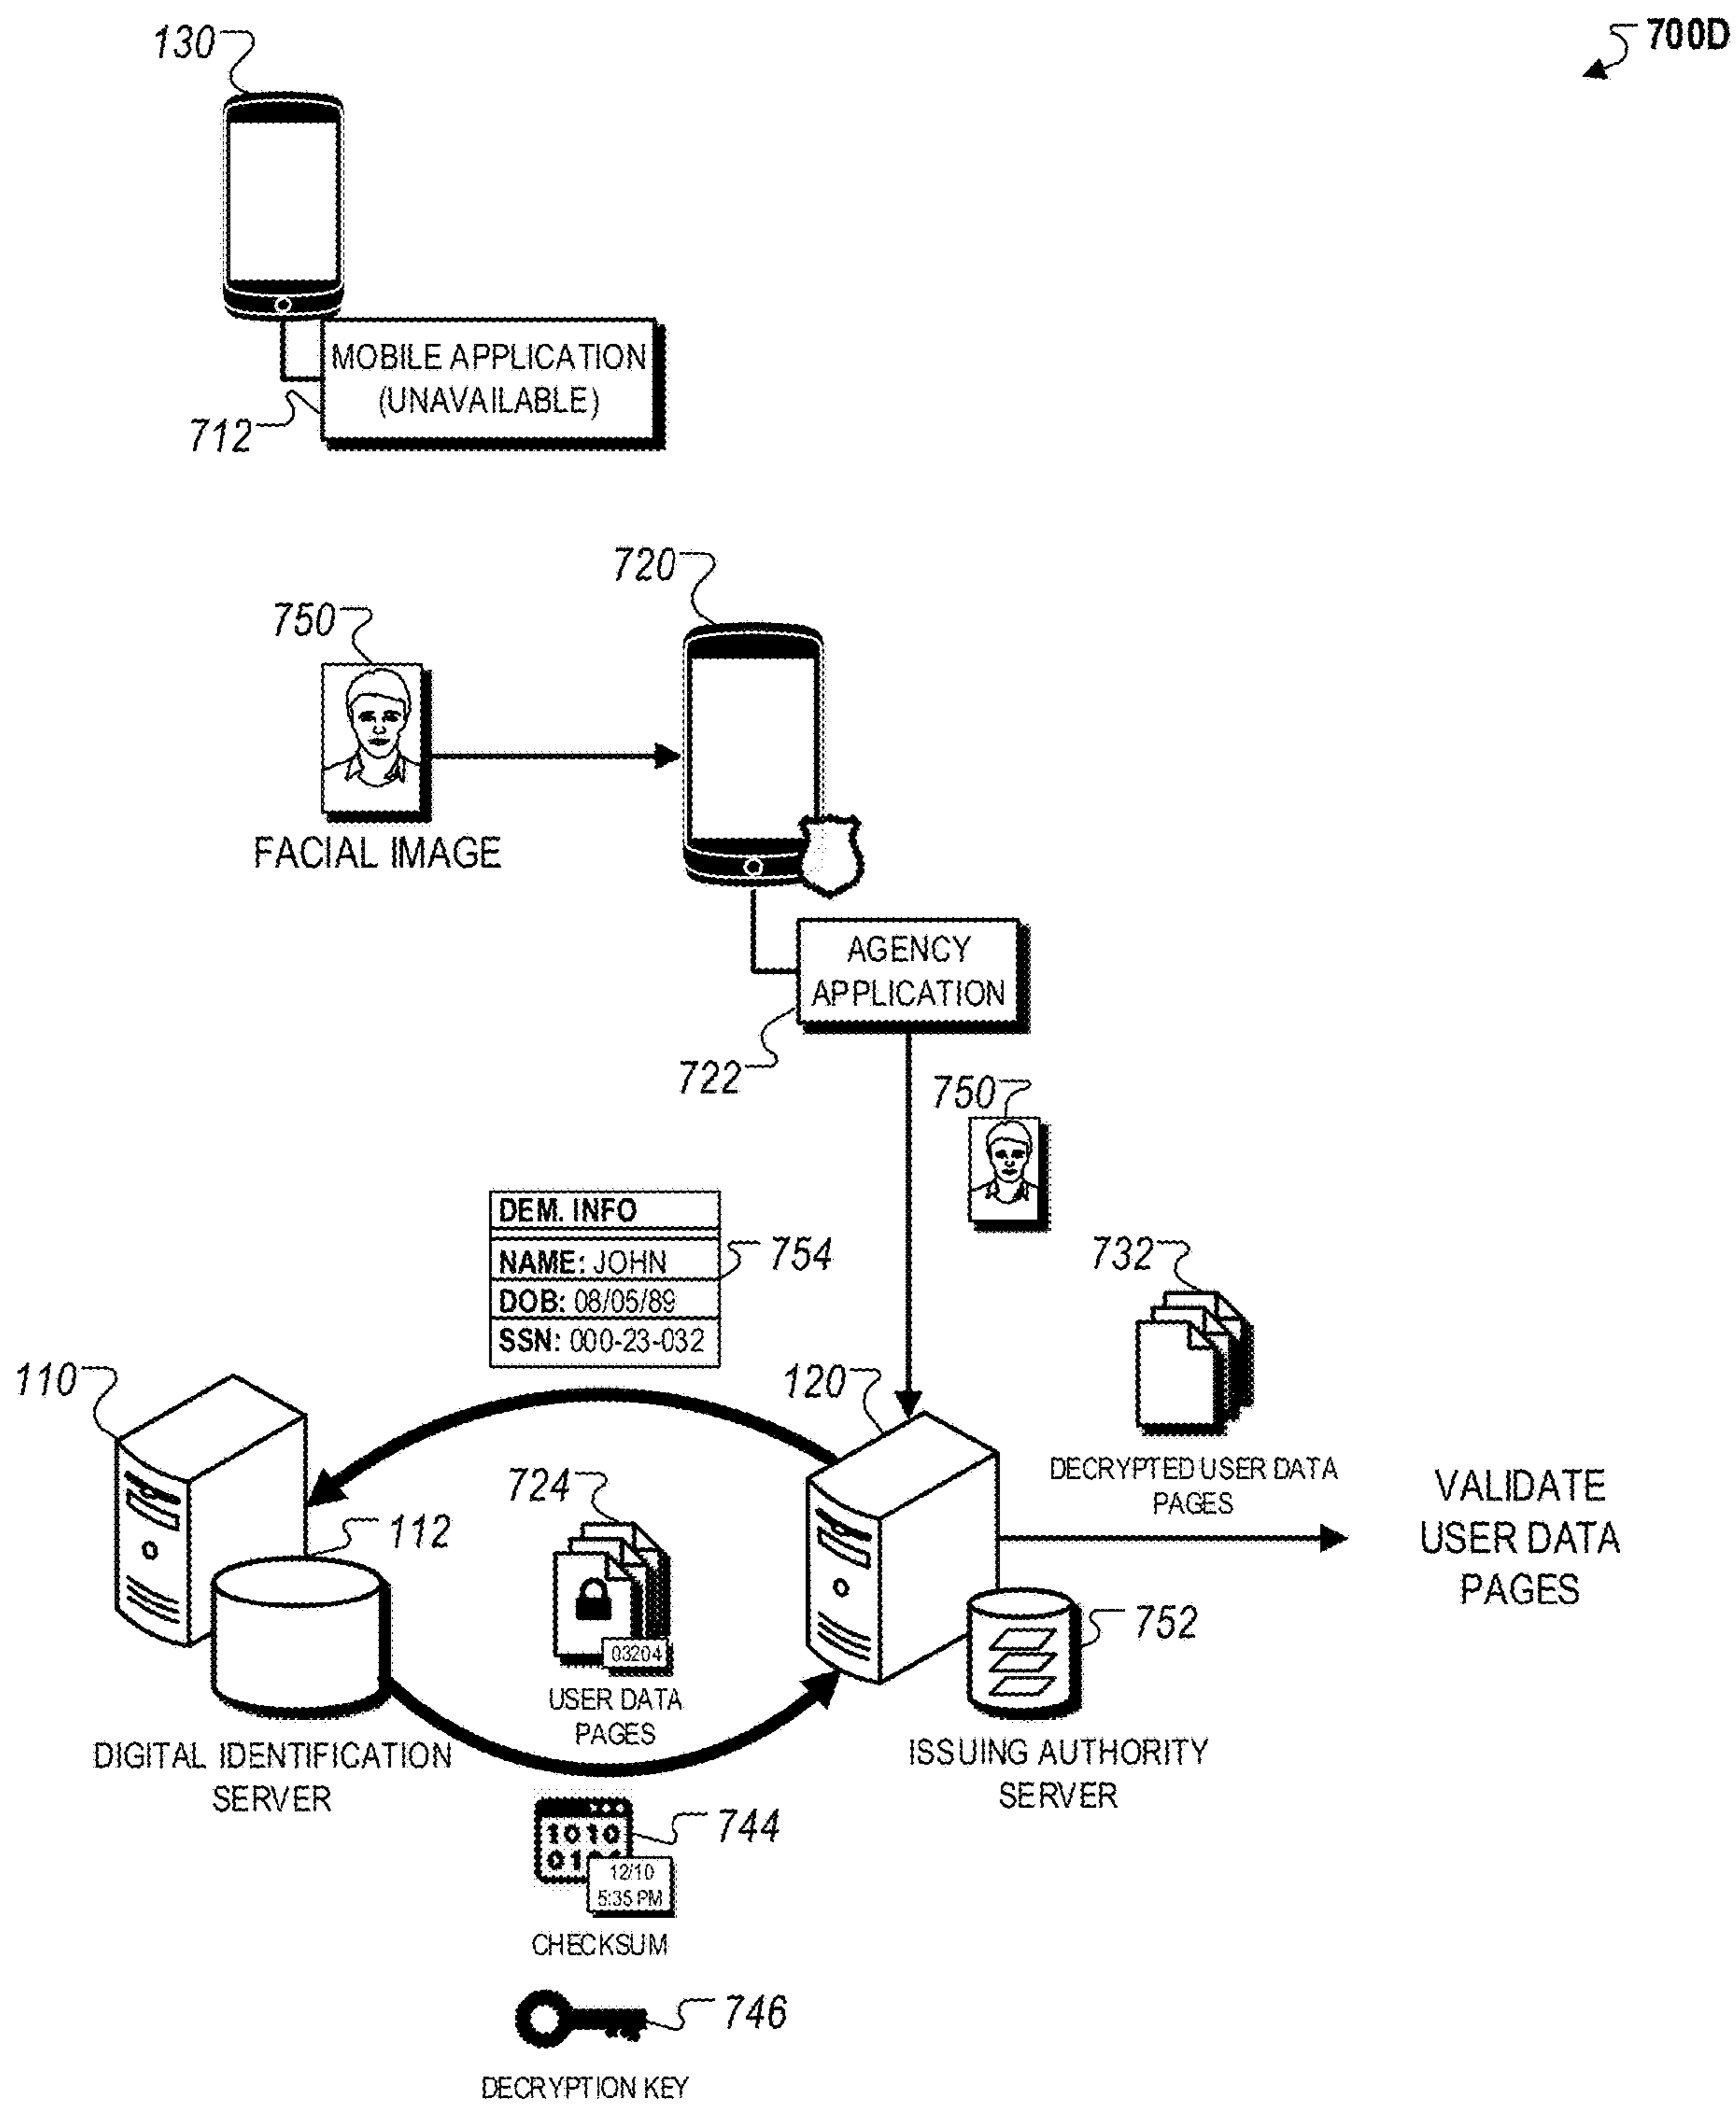 130
700D
MOBILE APPLICATION
(UNAVAILABLE)
712
720
750
FACIAL IMAGE
AGENCY
APPLICATION
722
750
DEM. INFO
NAME: JOHN
DOB: 08/05/89
SSN: 000-23-032
754
732
110
120
DECRYPTED USER DATA
PAGES
VALIDATE
USER DATA
PAGES
724
112
03204
USER DATA
PAGES
752
DIGITAL IDENTIFICATION
SERVER
ISSUING AUTHORITY
SERVER
1010
744
12/10
5:35 PM
CHECKSUM
746
DECRYPTION KEY